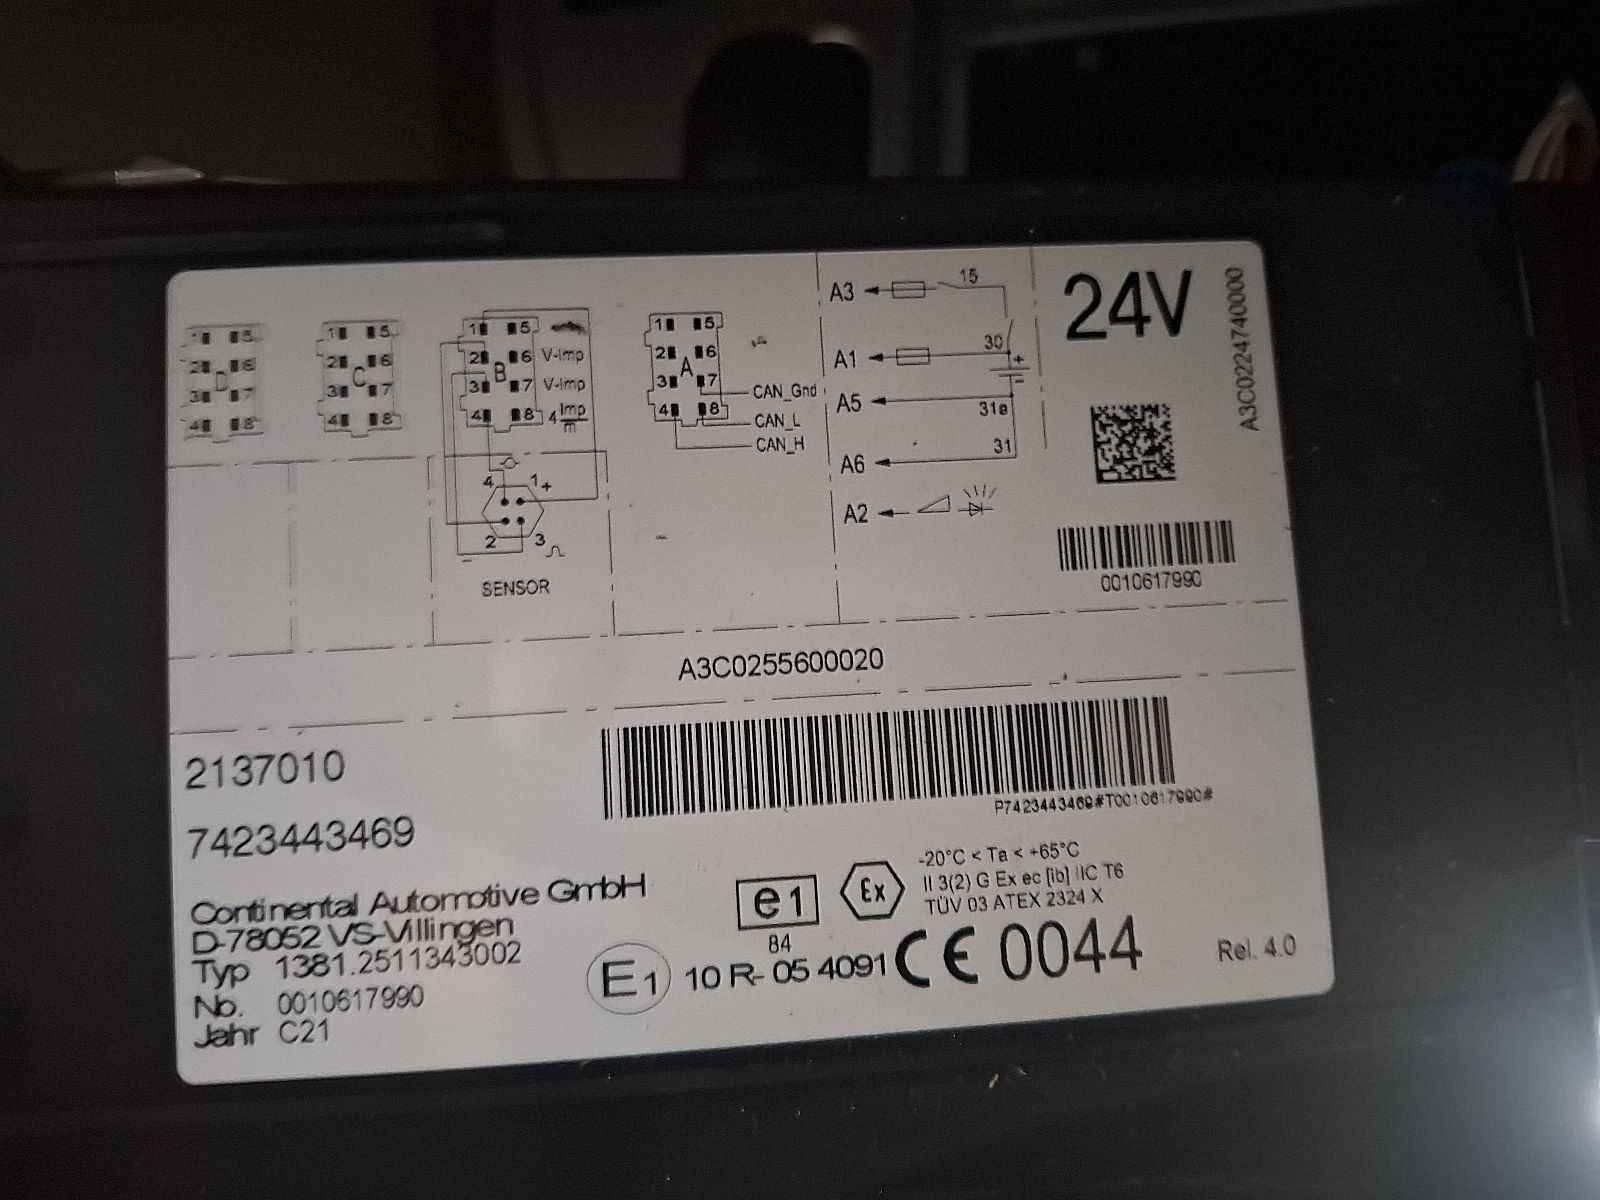 1 5
2 6
D
3 7
4 8
1 5
2 6
C
3 7
4 8
1 5
2 6 V-Imp
B
3 7 V-Imp
4 8 4 Imp/m
4 1 +
2 3
-
SENSOR
1 5
2 6
A
3 7
4 8
CAN_Gnd
CAN_L
CAN_H
A3 15
A1 30
+
-
A5 31a
A6 31
A2
24V
A3C0224740000
0010617990
A3C0255600020
2137010
7423443469
P7423443469#T0010617990#
Continental Automotive GmbH
D-78052 VS-Villingen
Typ 1381.2511343002
No. 0010617990
Jahr C21
e1
84
Ex
-20°C < Ta < +65°C
II 3(2) G Ex ec [ib] IIC T6
TÜV 03 ATEX 2324 X
E1 10 R- 05 4091
CE 0044
Rel. 4.0